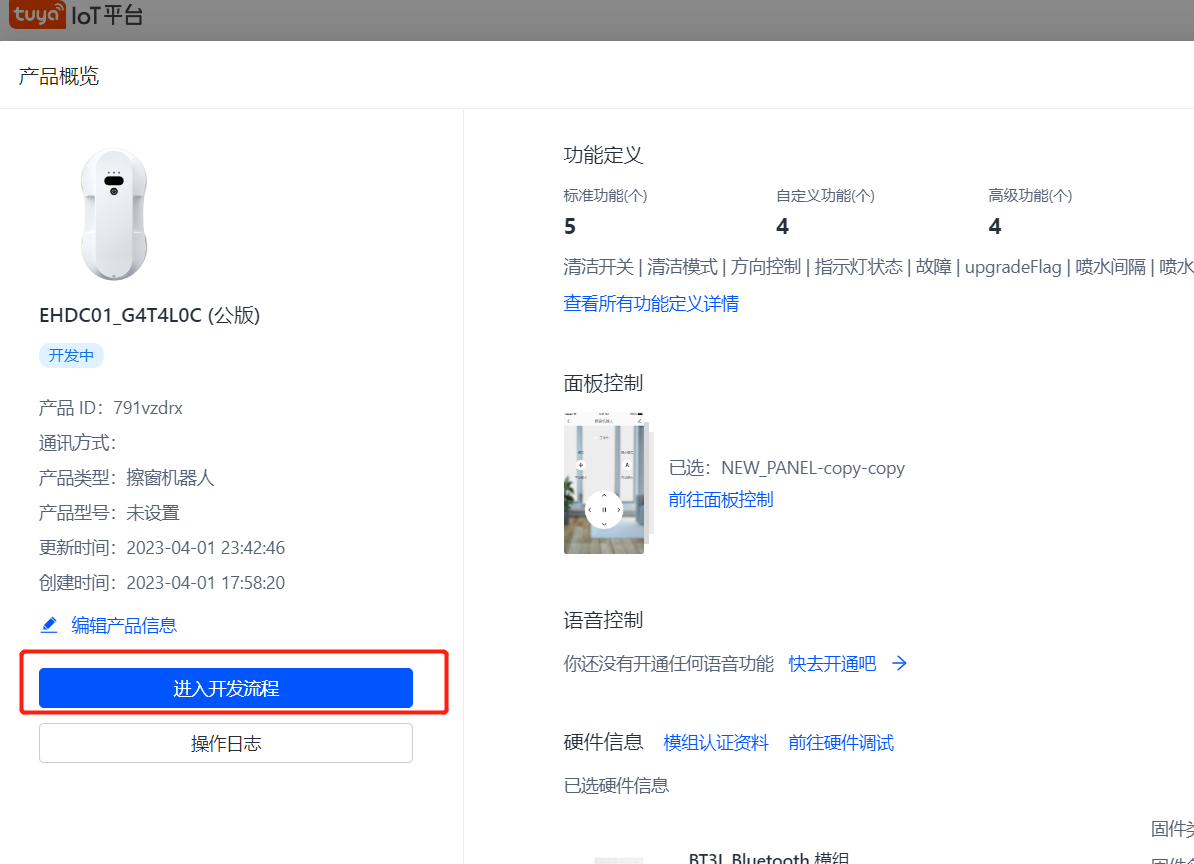 tuya IoT平台
产品概览
EHDC01_G4T4L0C (公版)
开发中
产品 ID：791vzdrx
通讯方式：
产品类型：擦窗机器人
产品型号：未设置
更新时间：2023-04-01 23:42:46
创建时间：2023-04-01 17:58:20
编辑产品信息
进入开发流程
操作日志
功能定义
标准功能(个) 自定义功能(个) 高级功能(个)
5 4 4
清洁开关 | 清洁模式 | 方向控制 | 指示灯状态 | 故障 | upgradeFlag | 喷水间隔 | 喷水
查看所有功能定义详情
面板控制
已选：NEW_PANEL-copy-copy
前往面板控制
语音控制
你还没有开通任何语音功能 快去开通吧
硬件信息 模组认证资料 前往硬件调试
已选硬件信息
固件类
BT3L Bluetooth 模组